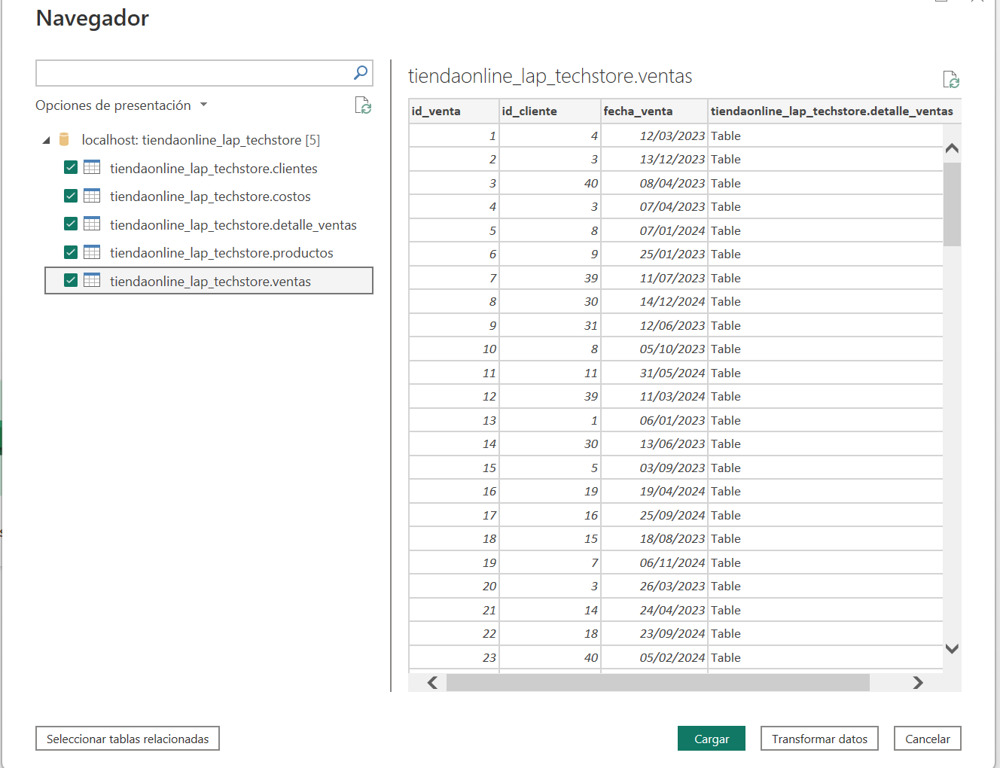 Navegador
Opciones de presentación
localhost: tiendaonline_lap_techstore [5]
tiendaonline_lap_techstore.clientes
tiendaonline_lap_techstore.costos
tiendaonline_lap_techstore.detalle_ventas
tiendaonline_lap_techstore.productos
tiendaonline_lap_techstore.ventas
tiendaonline_lap_techstore.ventas
id_venta id_cliente fecha_venta tiendaonline_lap_techstore.detalle_ventas
1 4 12/03/2023 Table
2 3 13/12/2023 Table
3 40 08/04/2023 Table
4 3 07/04/2023 Table
5 8 07/01/2024 Table
6 9 25/01/2023 Table
7 39 11/07/2023 Table
8 30 14/12/2024 Table
9 31 12/06/2023 Table
10 8 05/10/2023 Table
11 11 31/05/2024 Table
12 39 11/03/2024 Table
13 1 06/01/2023 Table
14 30 13/06/2023 Table
15 5 03/09/2023 Table
16 19 19/04/2024 Table
17 16 25/09/2024 Table
18 15 18/08/2023 Table
19 7 06/11/2024 Table
20 3 26/03/2023 Table
21 14 24/04/2023 Table
22 18 23/09/2024 Table
23 40 05/02/2024 Table
Seleccionar tablas relacionadas
Cargar
Transformar datos
Cancelar